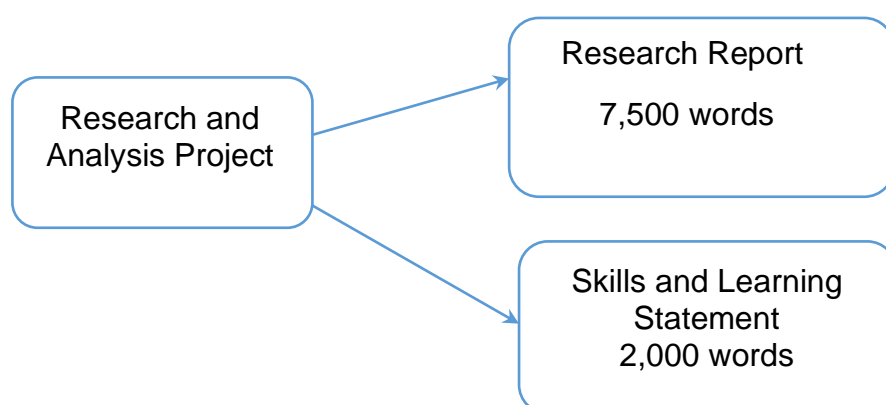 Research and
Analysis Project
Research Report
7,500 words
Skills and Learning
Statement
2,000 words